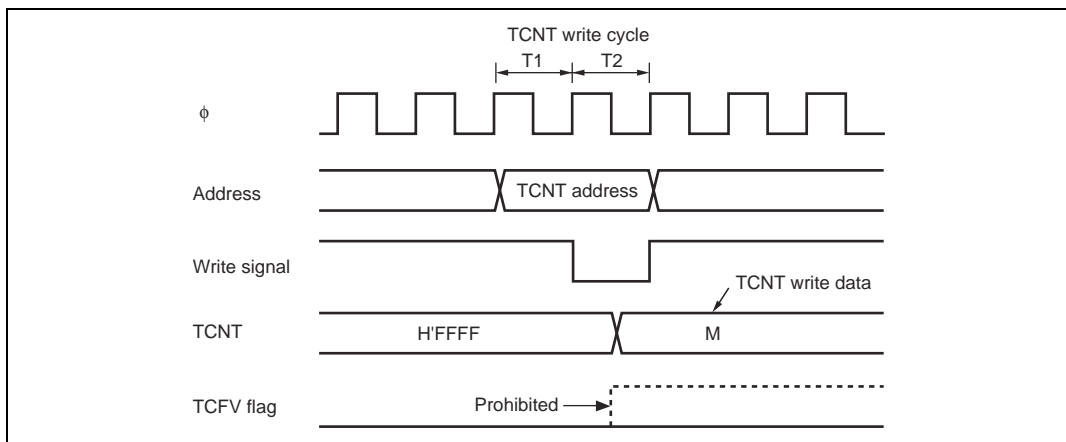 TCNT write cycle
T1 T2
ϕ
Address TCNT address
Write signal
TCNT write data
TCNT H'FFFF M
TCFV flag Prohibited